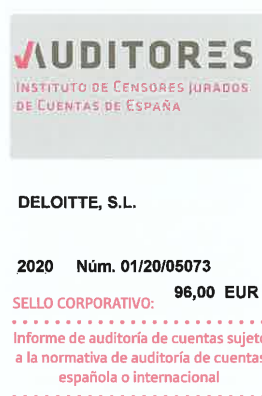 AUDITORES
INSTITUTO DE CENSORES JURADOS
DE CUENTAS DE ESPAÑA
DELOITTE, S.L.
2020 Núm. 01/20/05073
SELLO CORPORATIVO: 96,00 EUR
Informe de auditoría de cuentas sujeto
a la normativa de auditoría de cuentas
española o internacional